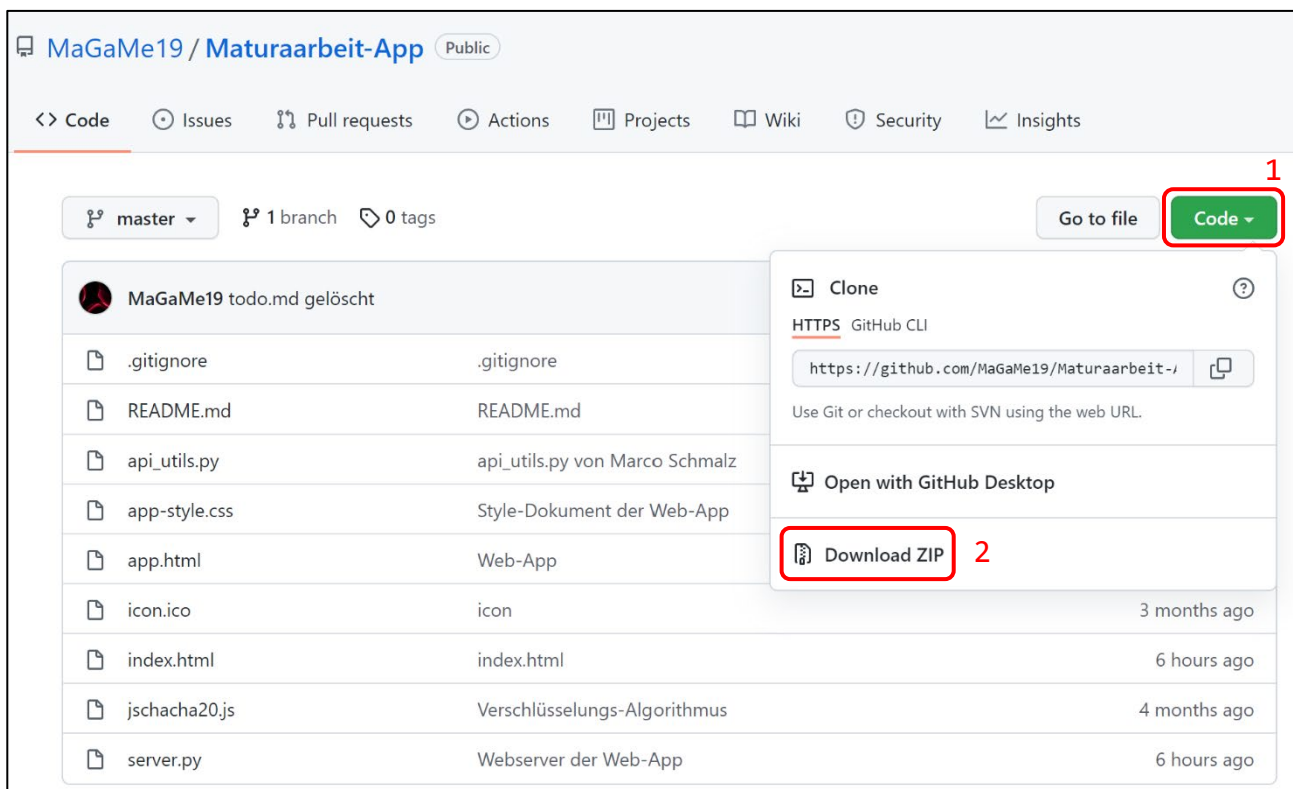 MaGaMe19 / Maturaarbeit-App Public
<> Code Issues Pull requests Actions Projects Wiki Security Insights
1
master 1 branch 0 tags Go to file Code
MaGaMe19 todo.md gelöscht
Clone
HTTPS GitHub CLI
https://github.com/MaGaMe19/Maturaarbeit-
Use Git or checkout with SVN using the web URL.
Open with GitHub Desktop
Download ZIP 2
.gitignore .gitignore
README.md README.md
api_utils.py api_utils.py von Marco Schmalz
app-style.css Style-Dokument der Web-App
app.html Web-App
icon.ico icon 3 months ago
index.html index.html 6 hours ago
jschacha20.js Verschlüsselungs-Algorithmus 4 months ago
server.py Webserver der Web-App 6 hours ago